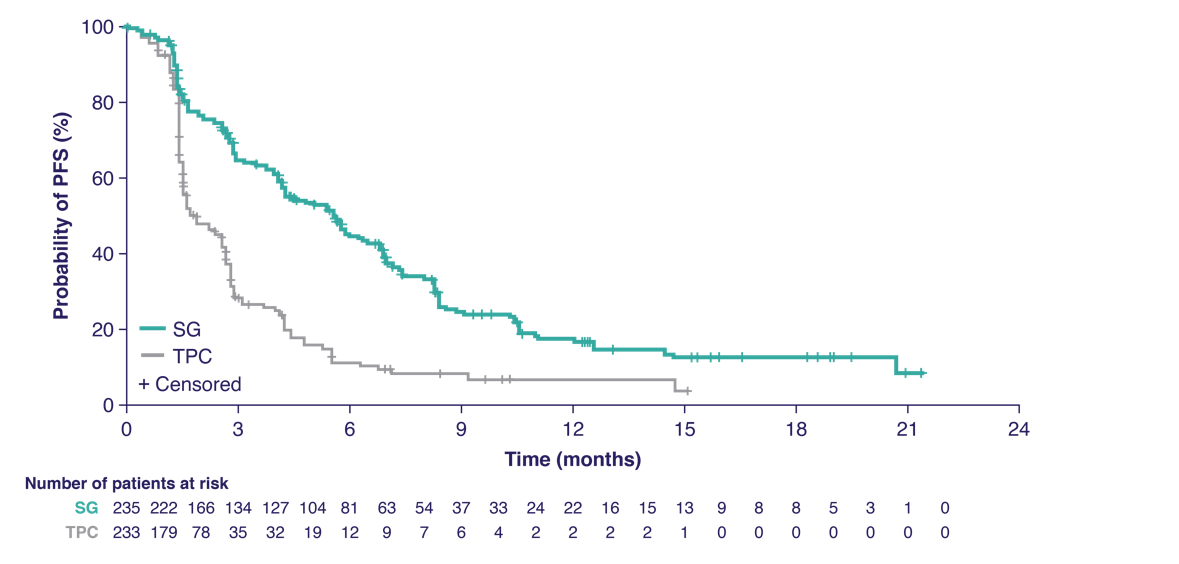 100
80
60
40
20
0
Probability of PFS (%)
SG
TPC
+ Censored
0 3 6 9 12 15 18 21 24
Time (months)
Number of patients at risk
SG 235 222 166 134 127 104 81 63 54 37 33 24 22 16 15 13 9 8 8 5 3 1 0
TPC 233 179 78 35 32 19 12 9 7 6 4 2 2 2 2 1 0 0 0 0 0 0 0